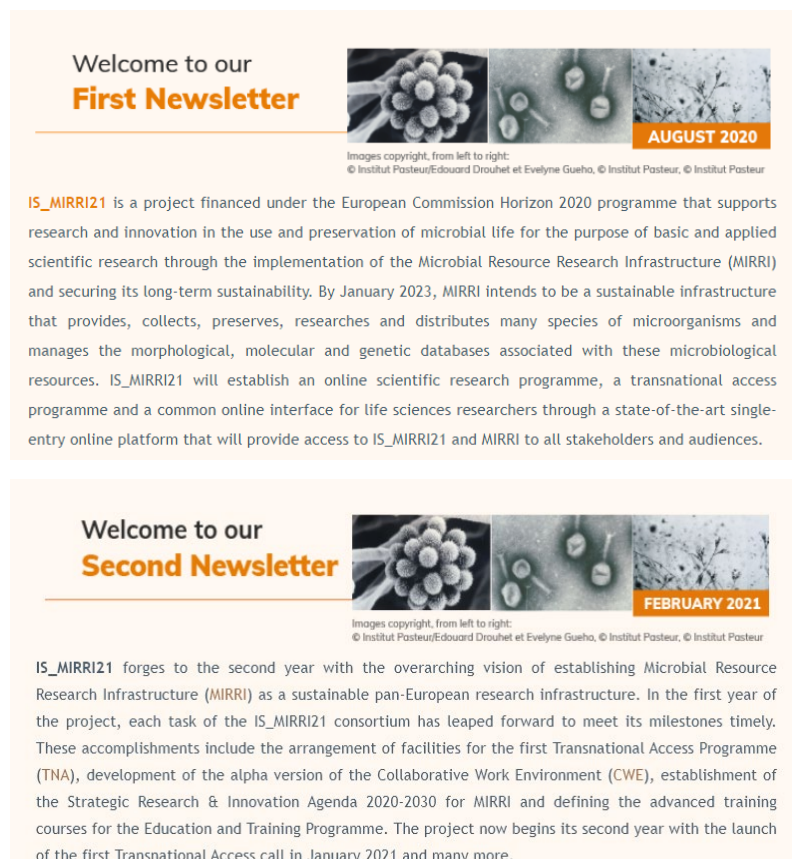 Welcome to our
First Newsletter
AUGUST 2020
Images copyright, from left to right:
© Institut Pasteur/Edouard Drouhet et Evelyne Gueho, © Institut Pasteur, © Institut Pasteur
IS_MIRRI21 is a project financed under the European Commission Horizon 2020 programme that supports
research and innovation in the use and preservation of microbial life for the purpose of basic and applied
scientific research through the implementation of the Microbial Resource Research Infrastructure (MIRRI)
and securing its long-term sustainability. By January 2023, MIRRI intends to be a sustainable infrastructure
that provides, collects, preserves, researches and distributes many species of microorganisms and
manages the morphological, molecular and genetic databases associated with these microbiological
resources. IS_MIRRI21 will establish an online scientific research programme, a transnational access
programme and a common online interface for life sciences researchers through a state-of-the-art single-
entry online platform that will provide access to IS_MIRRI21 and MIRRI to all stakeholders and audiences.
Welcome to our
Second Newsletter
FEBRUARY 2021
Images copyright, from left to right:
© Institut Pasteur/Edouard Drouhet et Evelyne Gueho, © Institut Pasteur, © Institut Pasteur
IS_MIRRI21 forges to the second year with the overarching vision of establishing Microbial Resource
Research Infrastructure (MIRRI) as a sustainable pan-European research infrastructure. In the first year of
the project, each task of the IS_MIRRI21 consortium has leaped forward to meet its milestones timely.
These accomplishments include the arrangement of facilities for the first Transnational Access Programme
(TNA), development of the alpha version of the Collaborative Work Environment (CWE), establishment of
the Strategic Research & Innovation Agenda 2020-2030 for MIRRI and defining the advanced training
courses for the Education and Training Programme. The project now begins its second year with the launch
of the first Transnational Access call in January 2021 and many more.